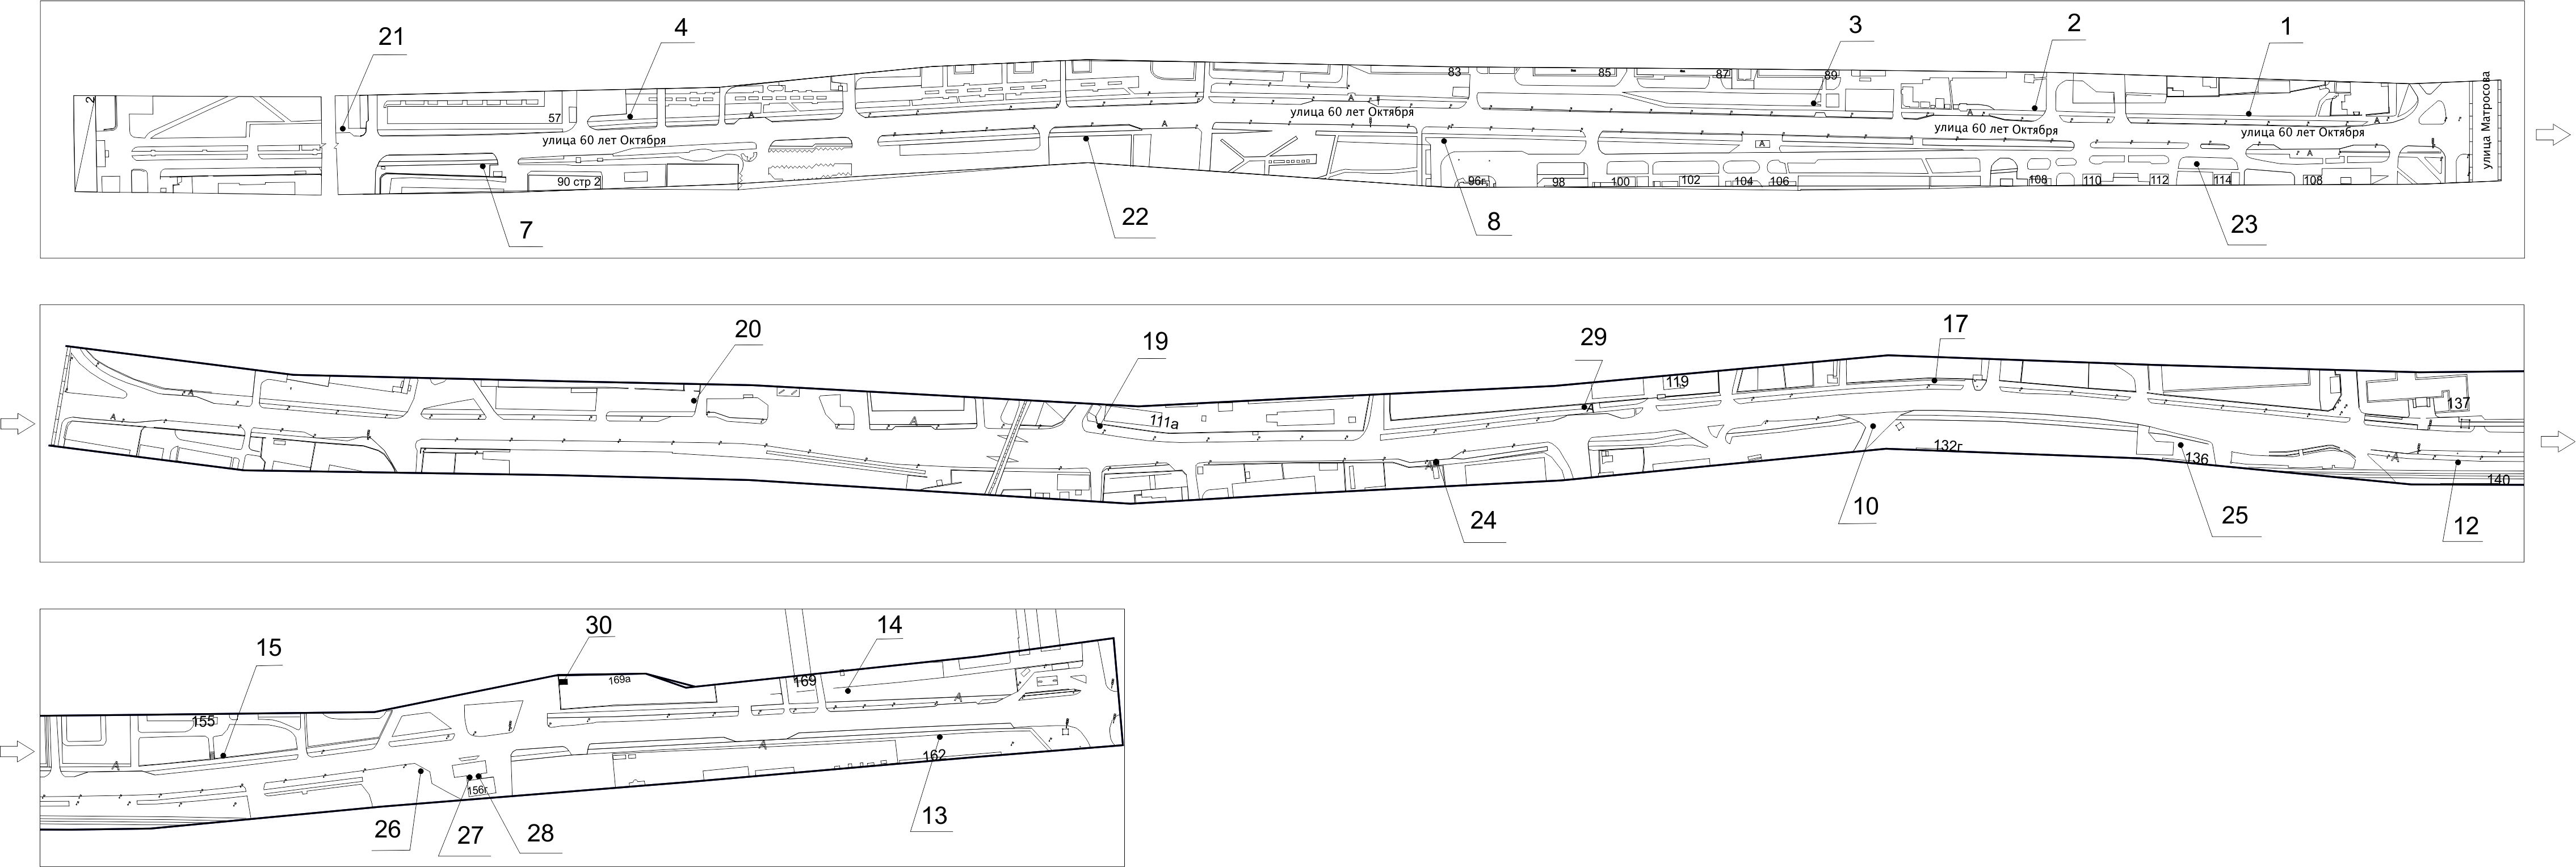 21
4
3
2
1
2
57
улица 60 лет Октября
А
90 стр 2
А
улица 60 лет Октября
А
83
85
87
89
А
улица 60 лет Октября
А
улица 60 лет Октября
А
улица Матросова
96г,
98
100
102
104
106
108
110
112
114
108
А
7
22
8
23
20
19
29
17
А
А
А
111а
А
119
137
А
132г
136
А
140
24
10
25
12
15
30
14
155
169а
169
А
А
А
162
156г
26
27
28
13